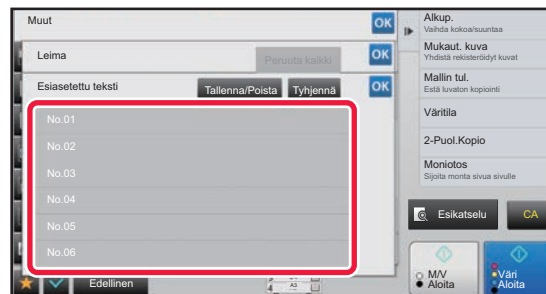 Muut
OK
Leima
Peruuta kaikki
OK
Esiasetettu teksti
Tallenna/Poista
Tyhjennä
OK
No.01
No.02
No.03
No.04
No.05
No.06
Edellinen
4
A3
Alkup.
Vaihda kokoa/suuntaa
Mukaut. kuva
Yhdistä rekisteröidyt kuvat
Mallin tul.
Estä luvaton kopiointi
Väritila
2-Puol.Kopio
Moniotos
Sijoita monta sivua sivulle
Esikatselu
CA
M/V
Aloita
Väri
Aloita